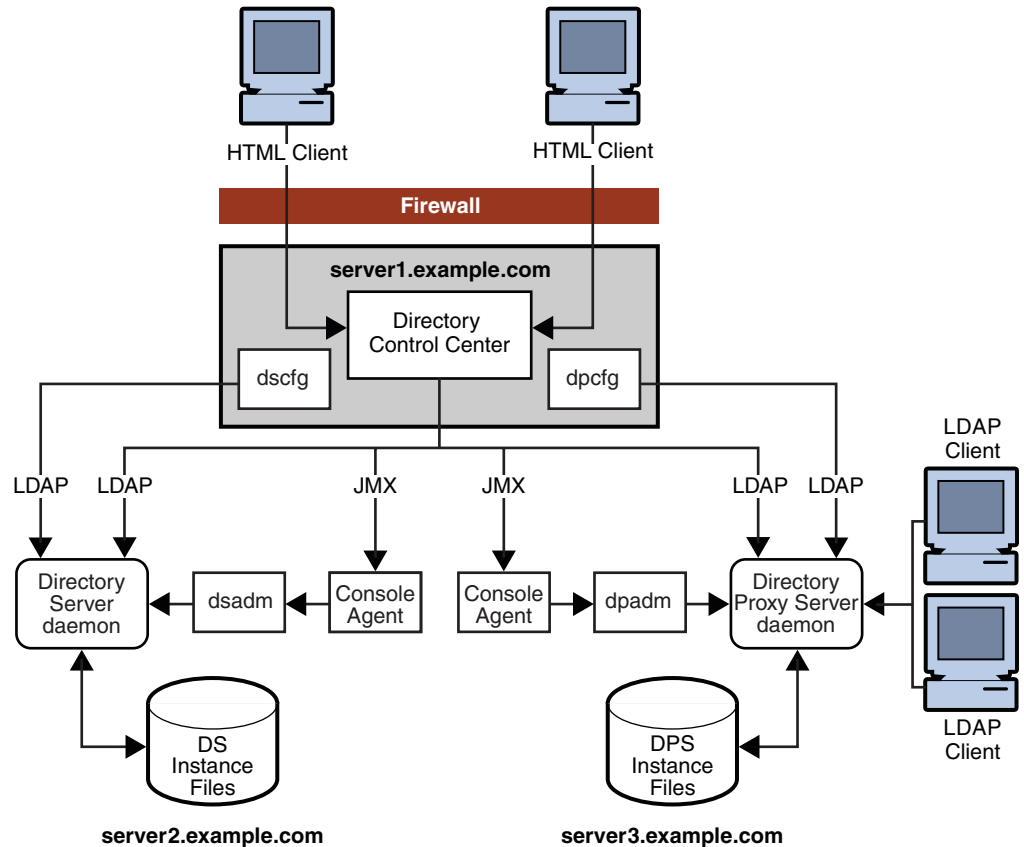 HTML Client
HTML Client
Firewall
server1.example.com
Directory
Control Center
dscfg
dpcfg
LDAP
LDAP
JMX
JMX
LDAP
LDAP
LDAP
Client
Directory
Server
daemon
dsadm
Console
Agent
Console
Agent
dpadm
Directory
Proxy Server
daemon
LDAP
Client
DS
Instance
Files
DPS
Instance
Files
server2.example.com
server3.example.com